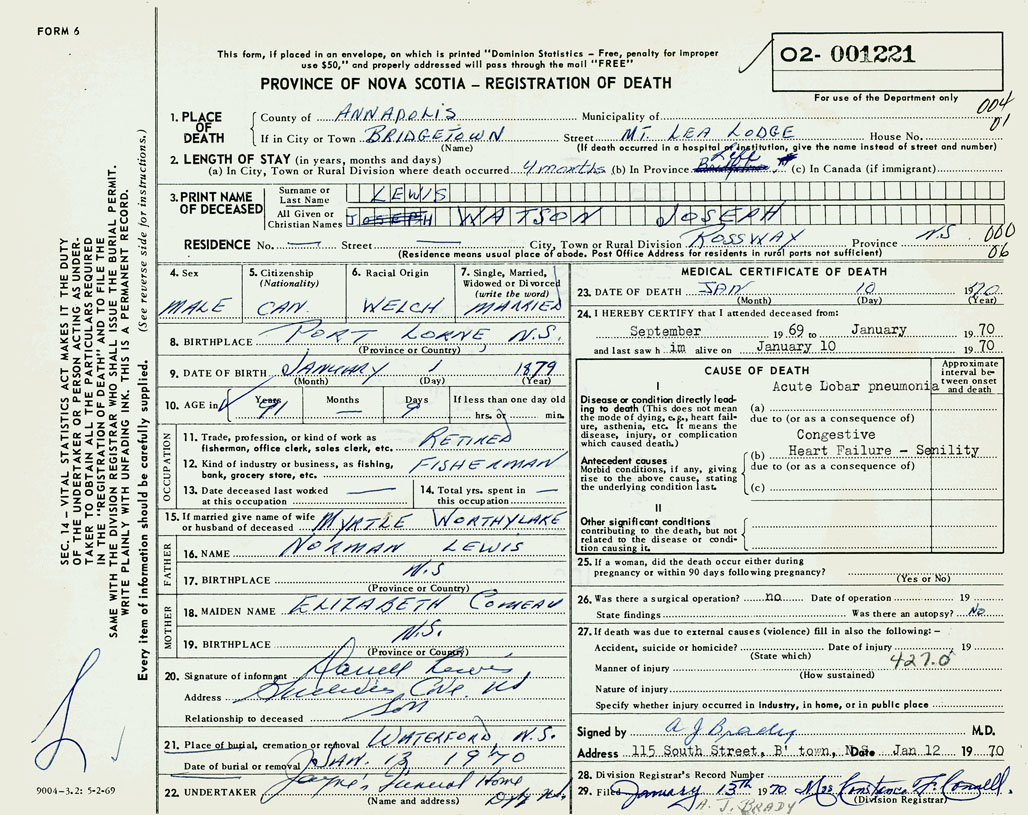 FORM 6
This form, if placed in an envelope, on which is printed "Dominion Statistics – Free, penalty for improper
use $50," and properly addressed will pass through the mail "FREE"
PROVINCE OF NOVA SCOTIA – REGISTRATION OF DEATH
02- 001221
For use of the Department only
004
01
SEC. 14 – VITAL STATISTICS ACT MAKES IT THE DUTY
OF THE UNDERTAKER OR PERSON ACTING AS UNDER-
TAKER TO OBTAIN ALL THE PARTICULARS REQUIRED
IN THE "REGISTRATION OF DEATH" AND TO FILE THE
SAME WITH THE DIVISION REGISTRAR WHO SHALL ISSUE THE BURIAL PERMIT.
WRITE PLAINLY WITH UNFADING INK. THIS IS A PERMANENT RECORD.
Every item of information should be carefully supplied. (See reverse side for instructions.)
1. PLACE OF DEATH
County of ANNAPOLIS Municipality of
If in City or Town BRIDGETOWN Street MT. LEA LODGE House No.
(Name) (If death occurred in a hospital or institution, give the name instead of street and number)
2. LENGTH OF STAY (in years, months and days)
(a) In City, Town or Rural Division where death occurred 4 months (b) In Province Life (c) In Canada (if immigrant)
3. PRINT NAME OF DECEASED
Surname or Last Name LEWIS
All Given or Christian Names JOSEPH WATSON JOSEPH
RESIDENCE No. — Street — City, Town or Rural Division ROSSWAY Province N.S. 000
06
(Residence means usual place of abode. Post Office Address for residents in rural parts not sufficient)
4. Sex MALE
5. Citizenship (Nationality) CAN.
6. Racial Origin WELCH
7. Single, Married, Widowed or Divorced (write the word) MARRIED
8. BIRTHPLACE PORT LORNE N.S.
(Province or Country)
9. DATE OF BIRTH JANUARY 1 1879
(Month) (Day) (Year)
10. AGE in Years 91 Months — Days 9 If less than one day old hrs. or min.
OCCUPATION
11. Trade, profession, or kind of work as
fisherman, office clerk, sales clerk, etc. RETIRED
12. Kind of industry or business, as fishing,
bank, grocery store, etc. FISHERMAN
13. Date deceased last worked
at this occupation —
14. Total yrs. spent in
this occupation —
15. If married give name of wife
or husband of deceased MYRTLE WORTHYLAKE
FATHER
16. NAME NORMAN LEWIS
17. BIRTHPLACE N.S
(Province or Country)
MOTHER
18. MAIDEN NAME ELIZABETH COMEAU
19. BIRTHPLACE N.S.
(Province or Country)
20. Signature of informant Darrell Lewis
Address Cove NS
Relationship to deceased Son
21. Place of burial, cremation or removal WATERFORD N.S.
Date of burial or removal JAN. 13 1970
22. UNDERTAKER Jayne's Funeral Home
(Name and address)
9004-3.2: 5-2-69
MEDICAL CERTIFICATE OF DEATH
23. DATE OF DEATH JAN 10 1970
(Month) (Day) (Year)
24. I HEREBY CERTIFY that I attended deceased from:
September 1969 to January 1970
and last saw him alive on January 10 1970
CAUSE OF DEATH
Approximate interval between onset and death
I
Disease or condition directly lead-
ing to death (This does not mean
the mode of dying, e.g., heart fail-
ure, asthenia, etc. It means the
disease, injury, or complication
which caused death.)
Acute Lobar pneumonia
(a)
due to (or as a consequence of)
Antecedent causes
Morbid conditions, if any, giving
rise to the above cause, stating
the underlying condition last.
Congestive
(b) Heart Failure – Senility
due to (or as a consequence of)
(c)
II
Other significant conditions
contributing to the death, but not
related to the disease or condi-
tion causing it.
25. If a woman, did the death occur either during
pregnancy or within 90 days following pregnancy?
(Yes or No)
26. Was there a surgical operation? no Date of operation 19
State findings Was there an autopsy? No
27. If death was due to external causes (violence) fill in also the following: –
Accident, suicide or homicide? Date of injury 19
(State which) 427.0
Manner of injury
(How sustained)
Nature of injury
Specify whether injury occurred in Industry, in home, or in public place
Signed by A J Brady M.D.
Address 115 South Street, B' town, N.S. Date Jan 12 1970
28. Division Registrar's Record Number
29. Filed January 13th 1970 Mrs Constance F. Connell.
A. J. BRADY (Division Registrar)